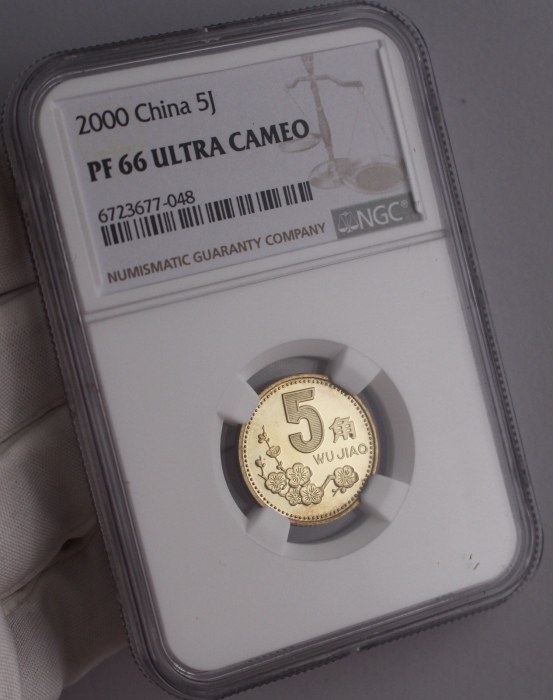 2000 China 5J
PF 66 ULTRA CAMEO
6723677-048
NGC
NUMISMATIC GUARANTY COMPANY
5角
WU JIAO